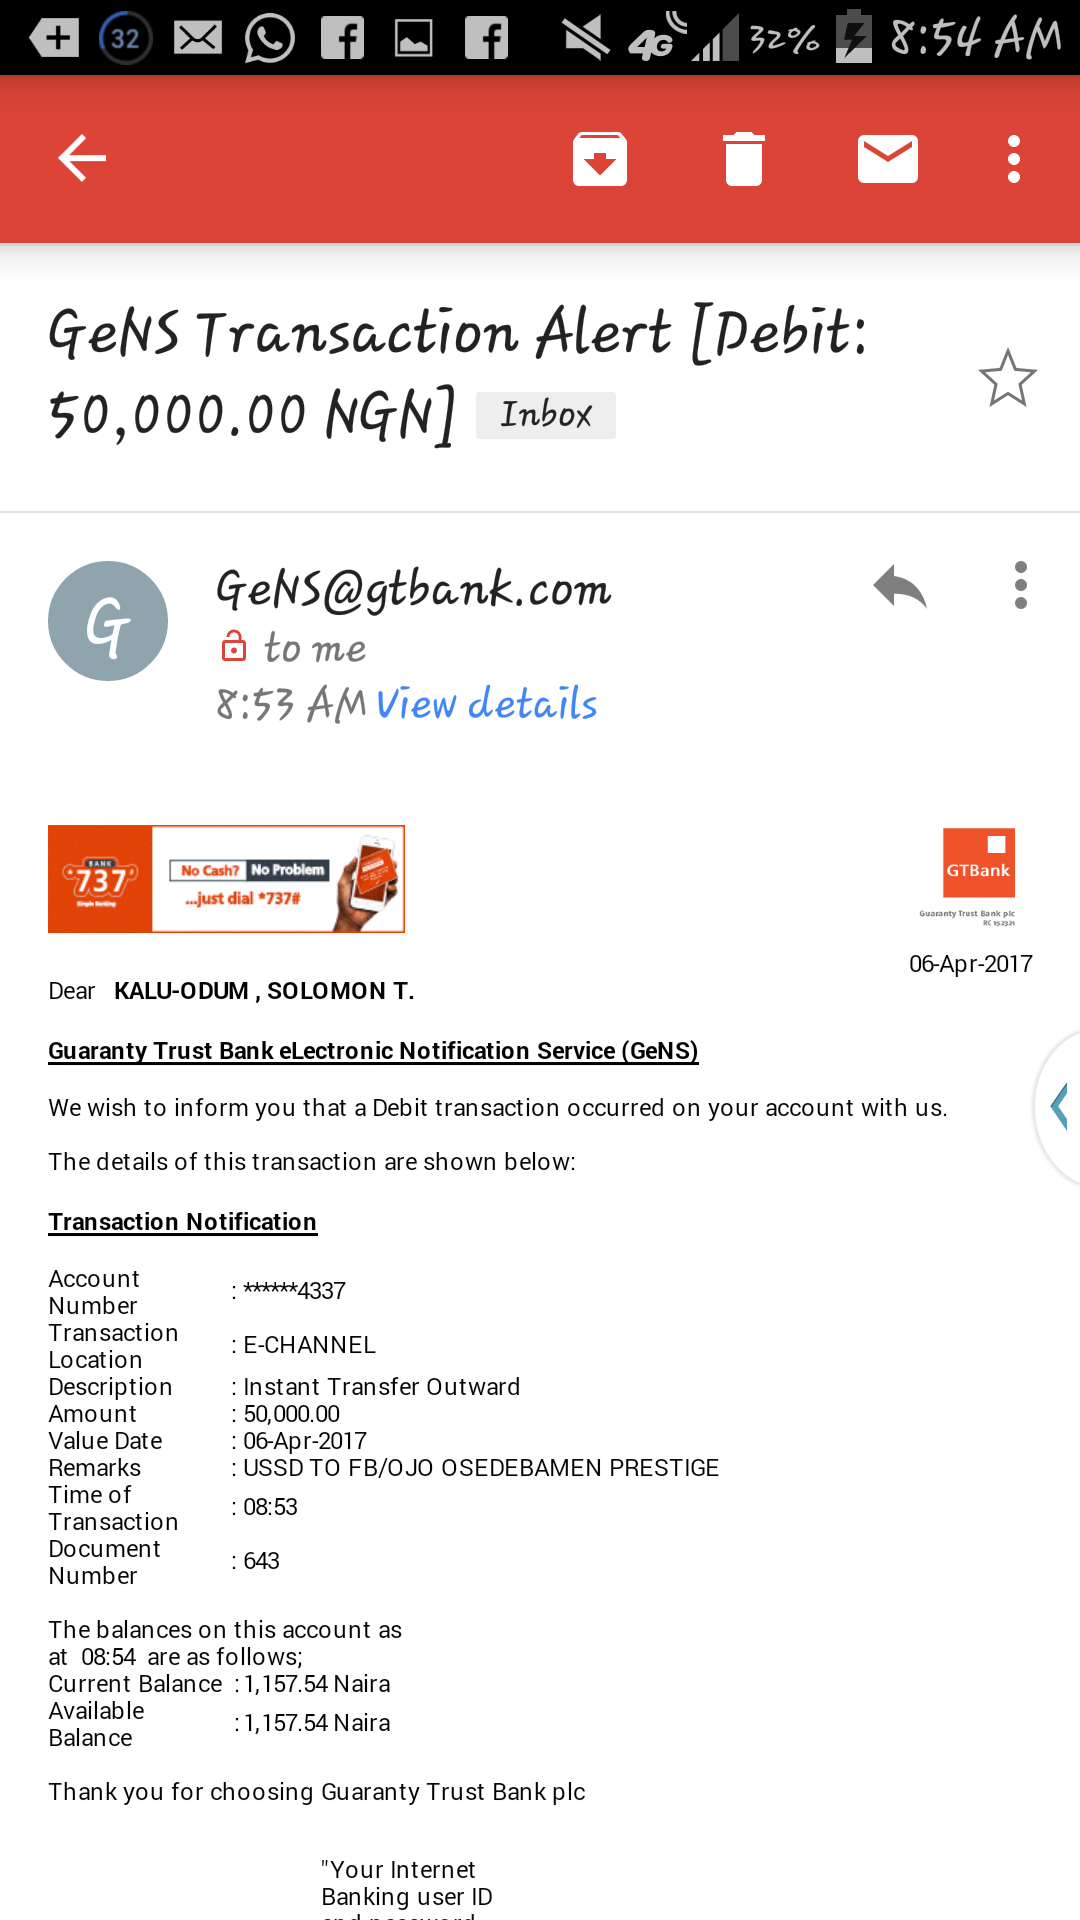 32
4G
32%
8:54 AM
GeNS Transaction Alert [Debit:
50,000.00 NGN] Inbox
G
GeNS@gtbank.com
to me
8:53 AM View details
BANK
*737*
Simple Banking
No Cash? No Problem
...just dial *737#
GTBank
Guaranty Trust Bank plc
RC 152321
06-Apr-2017
Dear KALU-ODUM , SOLOMON T.
Guaranty Trust Bank eLectronic Notification Service (GeNS)
We wish to inform you that a Debit transaction occurred on your account with us.
The details of this transaction are shown below:
Transaction Notification
Account
Number : ******4337
Transaction
Location : E-CHANNEL
Description : Instant Transfer Outward
Amount : 50,000.00
Value Date : 06-Apr-2017
Remarks : USSD TO FB/OJO OSEDEBAMEN PRESTIGE
Time of
Transaction : 08:53
Document
Number : 643
The balances on this account as
at 08:54 are as follows;
Current Balance : 1,157.54 Naira
Available
Balance : 1,157.54 Naira
Thank you for choosing Guaranty Trust Bank plc
"Your Internet
Banking user ID